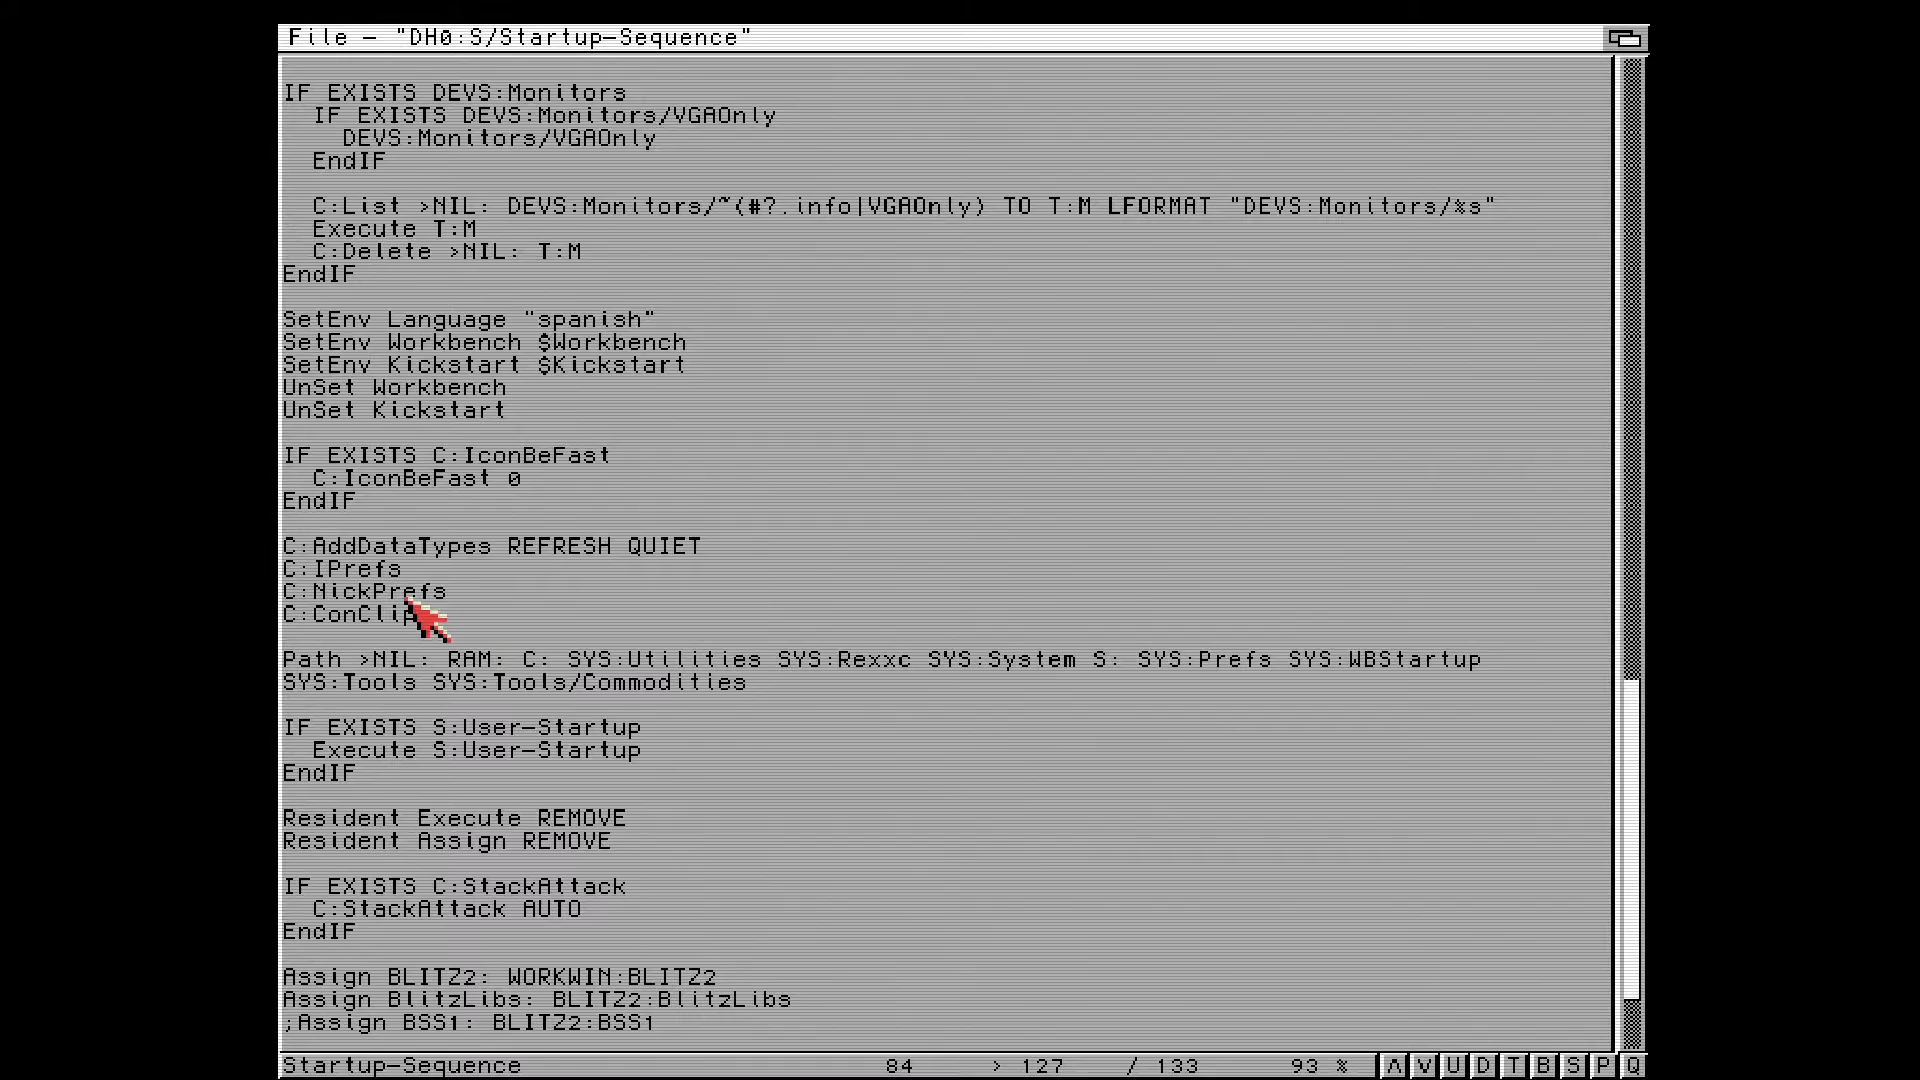 File - "DH0:S/Startup-Sequence"
IF EXISTS DEVS:Monitors
  IF EXISTS DEVS:Monitors/VGAOnly
    DEVS:Monitors/VGAOnly
  EndIF
  C:List >NIL: DEVS:Monitors/~(#?.info|VGAOnly) TO T:M LFORMAT "DEVS:Monitors/%s"
  Execute T:M
  C:Delete >NIL: T:M
EndIF
SetEnv Language "spanish"
SetEnv Workbench $Workbench
SetEnv Kickstart $Kickstart
UnSet Workbench
UnSet Kickstart
IF EXISTS C:IconBeFast
  C:IconBeFast 0
EndIF
C:AddDataTypes REFRESH QUIET
C:IPrefs
C:NickPrefs
C:ConClip
Path >NIL: RAM: C: SYS:Utilities SYS:Rexxc SYS:System S: SYS:Prefs SYS:WBStartup
SYS:Tools SYS:Tools/Commodities
IF EXISTS S:User-Startup
  Execute S:User-Startup
EndIF
Resident Execute REMOVE
Resident Assign REMOVE
IF EXISTS C:StackAttack
  C:StackAttack AUTO
EndIF
Assign BLITZ2: WORKWIN:BLITZ2
Assign BlitzLibs: BLITZ2:BlitzLibs
;Assign BSS1: BLITZ2:BSS1
Startup-Sequence 84 > 127 / 133 93 % Λ V U D T B S P Q